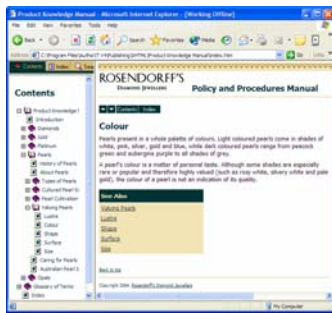 Product Knowledge Manual - Microsoft Internet Explorer - [Working Offline]
File Edit View Favorites Tools Help
Back Search Favorites Media
Contents Index
ROSENDORFF'S
DIAMOND JEWELLERS
Policy and Procedures Manual
Contents Index
Contents
Product Knowledge
Introduction
Diamonds
Gold
Platinum
Pearls
History of Pearls
About Pearls
Types of Pearls
Cultured Pearl
Pearl Cultivation
Valuing Pearls
Lustre
Colour
Shape
Surface
Size
Caring for Pearls
Australian Pearl
Opals
Glossary of Terms
Index
Colour
Pearls present in a whole palette of colours. Light coloured pearls come in shades of
white, pink, silver, gold and blue, while dark coloured pearls range from peacock
green and aubergine purple to all shades of grey.
A pearl's colour is a matter of personal taste. Although some shades are especially
rare or popular and therefore highly valued (such as rosy white, silvery white and pale
gold), the colour of a pearl is not an indication of its quality.
See Also
Valuing Pearls
Lustre
Shape
Surface
Size
Back to top
Copyright 2004 Rosendorff's Diamond Jewellers
My Computer